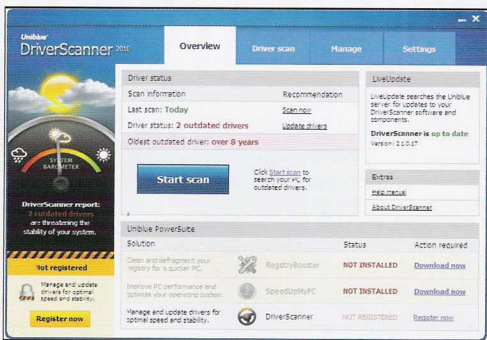 Uniblue
DriverScanner 2010
Overview
Driver scan
Manage
Settings
SYSTEM
BAROMETER
DriverScanner report:
2 outdated drivers
are threatening the
stability of your system.
Not registered
Manage and update
drivers for optimal
speed and stability.
Register now
Driver status
Scan information
Recommendation
Last scan: Today
Scan now
Driver status: 2 outdated drivers
Update drivers
Oldest outdated driver: over 8 years
Start scan
Click Start scan to
search your PC for
outdated drivers.
LiveUpdate
LiveUpdate searches the Uniblue
server for updates to your
DriverScanner software and
components.
DriverScanner is up to date
Version: 2.1.0.17
Extras
Help manual
About DriverScanner
Uniblue PowerSuite
Solution
Status
Action required
Clean and defragment your
registry for a quicker PC.
RegistryBooster
NOT INSTALLED
Download now
Improve PC performance and
optimize your operating system.
SpeedUpMyPC
NOT INSTALLED
Download now
Manage and update drivers for
optimal speed and stability.
DriverScanner
NOT REGISTERED
Register now